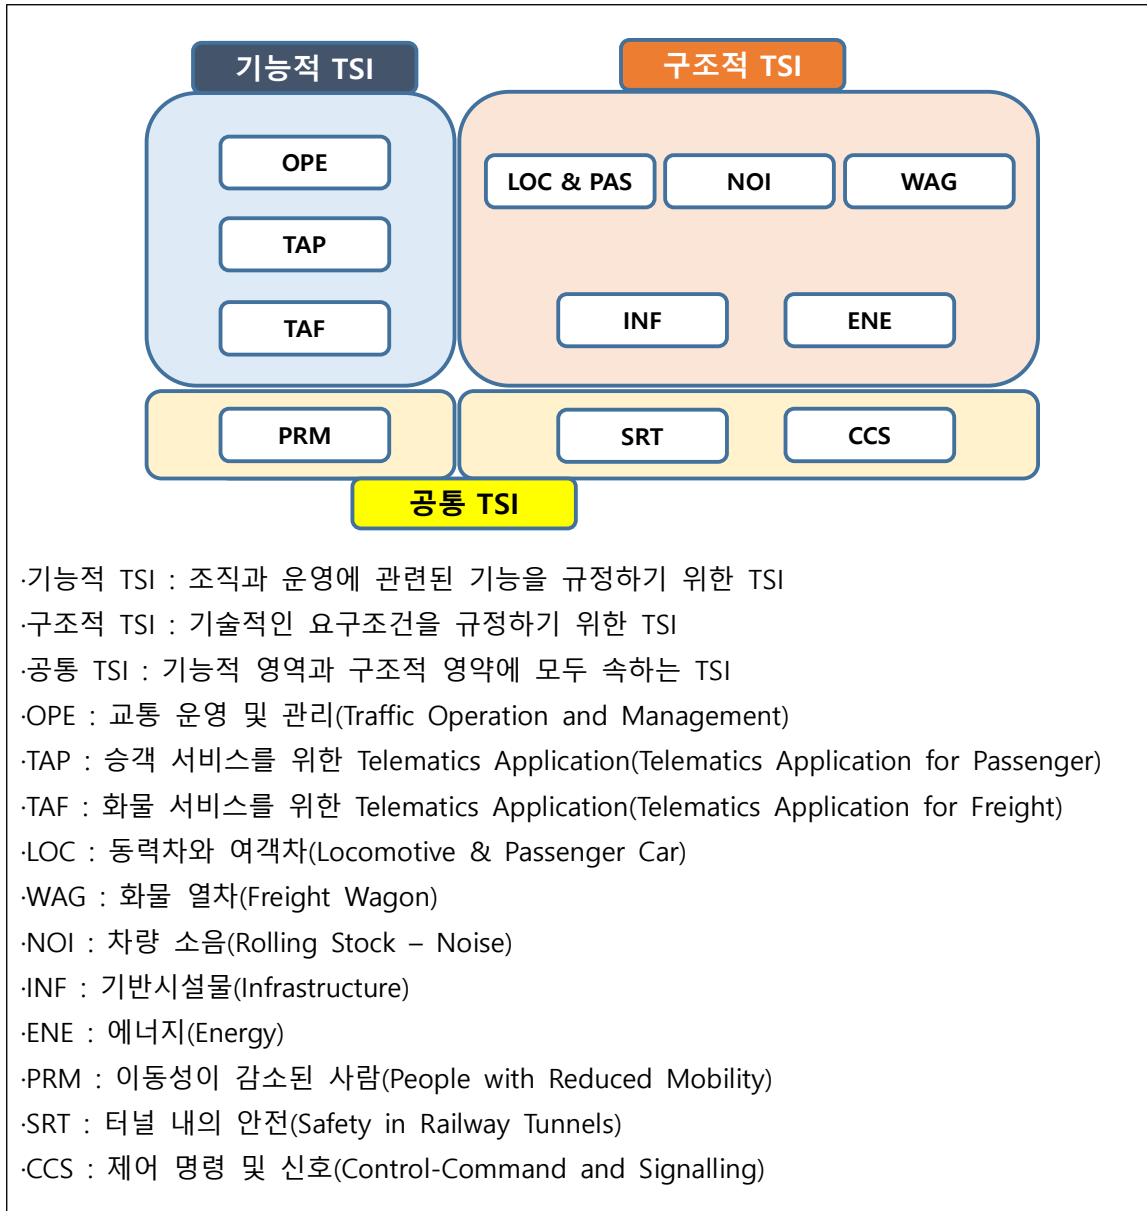 기능적 TSI
구조적 TSI
OPE
TAP
TAF
LOC & PAS
NOI
WAG
INF
ENE
PRM
SRT
CCS
공통 TSI
·기능적 TSI : 조직과 운영에 관련된 기능을 규정하기 위한 TSI
·구조적 TSI : 기술적인 요구조건을 규정하기 위한 TSI
·공통 TSI : 기능적 영역과 구조적 영약에 모두 속하는 TSI
·OPE : 교통 운영 및 관리(Traffic Operation and Management)
·TAP : 승객 서비스를 위한 Telematics Application(Telematics Application for Passenger)
·TAF : 화물 서비스를 위한 Telematics Application(Telematics Application for Freight)
·LOC : 동력차와 여객차(Locomotive & Passenger Car)
·WAG : 화물 열차(Freight Wagon)
·NOI : 차량 소음(Rolling Stock – Noise)
·INF : 기반시설물(Infrastructure)
·ENE : 에너지(Energy)
·PRM : 이동성이 감소된 사람(People with Reduced Mobility)
·SRT : 터널 내의 안전(Safety in Railway Tunnels)
·CCS : 제어 명령 및 신호(Control-Command and Signalling)